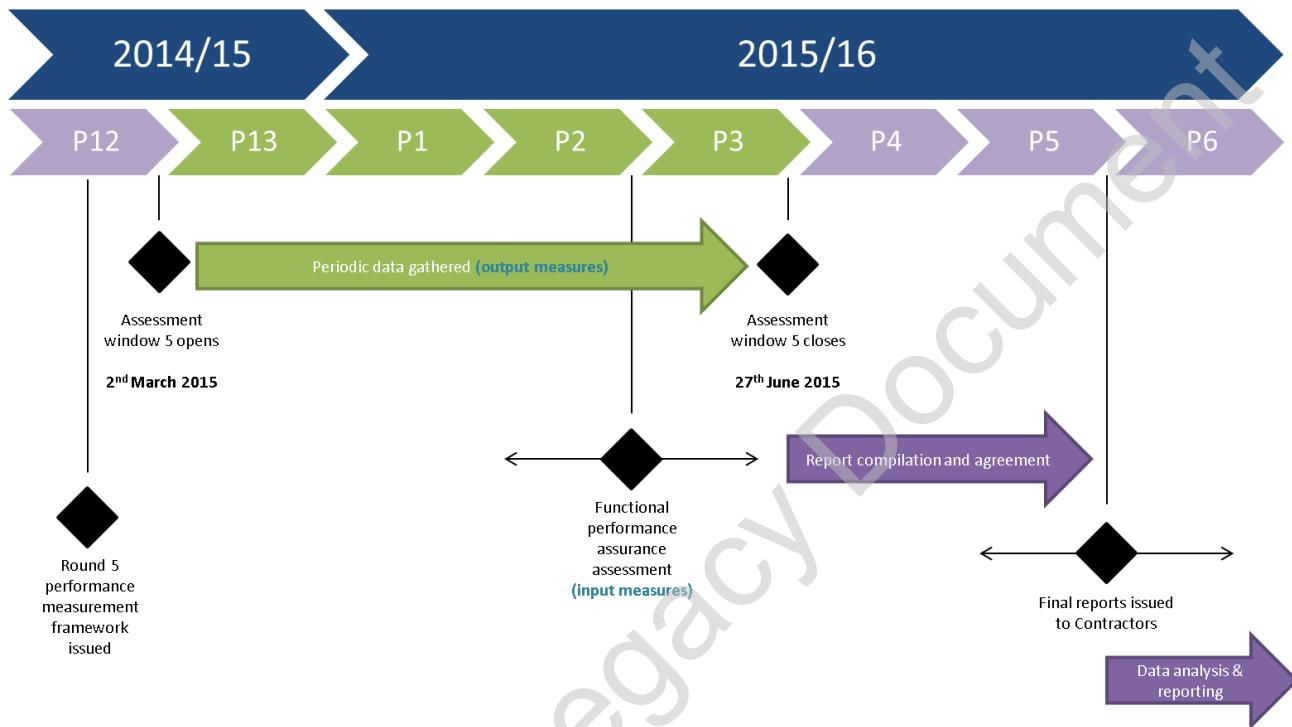 2014/15
2015/16
P12
P13
P1
P2
P3
P4
P5
P6
Periodic data gathered (output measures)
Assessment
window 5 opens
2nd March 2015
Assessment
window 5 closes
27th June 2015
Report compilation and agreement
Functional
performance
assurance
assessment
(input measures)
Round 5
performance
measurement
framework
issued
Final reports issued
to Contractors
Data analysis &
reporting
Legacy Document